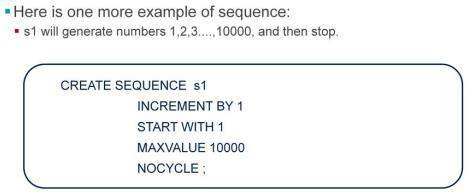 Here is one more example of sequence:
s1 will generate numbers 1,2,3....,10000, and then stop.
CREATE SEQUENCE s1
INCREMENT BY 1
START WITH 1
MAXVALUE 10000
NOCYCLE ;